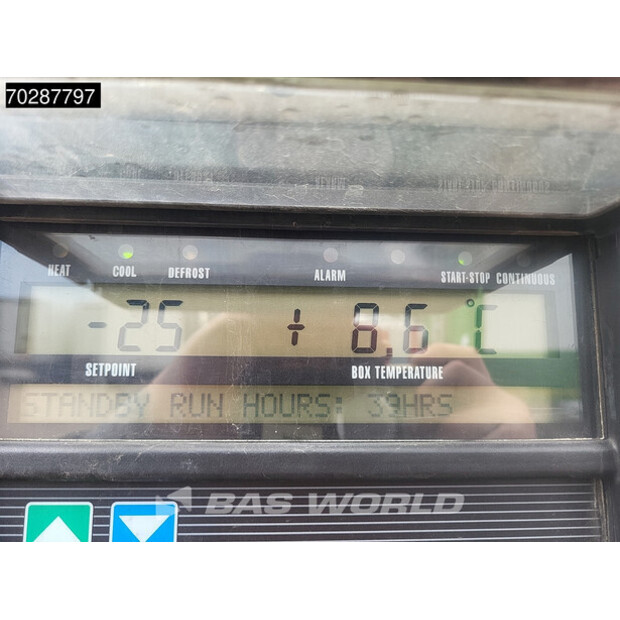 70287797
HEAT COOL DEFROST ALARM START-STOP CONTINUOUS
-25 + 8.6 °C
SETPOINT BOX TEMPERATURE
STANDBY RUN HOURS: 39HRS
BAS WORLD